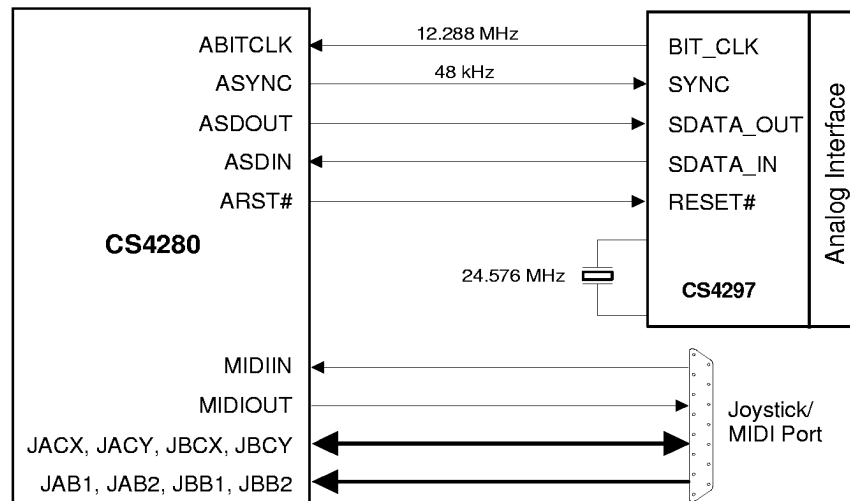 ABITCLK
12.288 MHz
BIT_CLK
ASYNC
48 kHz
SYNC
ASDOUT
SDATA_OUT
ASDIN
SDATA_IN
ARST#
RESET#
Analog Interface
CS4280
24.576 MHz
CS4297
MIDIIN
MIDIOUT
Joystick/
MIDI Port
JACX, JACY, JBCX, JBCY
JAB1, JAB2, JBB1, JBB2